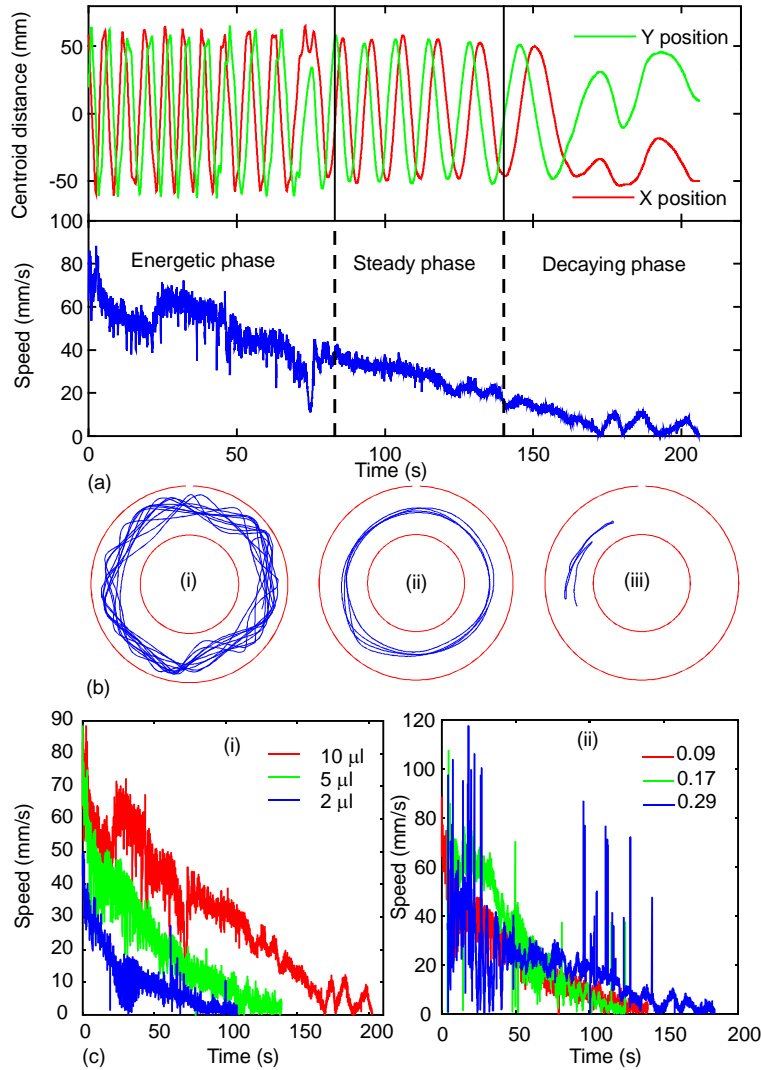 Centroid distance (mm)
100
50
0
-50
Y position
X position
Speed (mm/s)
100
80
60
40
20
0
Energetic phase
Steady phase
Decaying phase
0
50
100
150
200
Time (s)
(a)
(i)
(ii)
(iii)
(b)
Speed (mm/s)
90
80
70
60
50
40
30
20
10
0
(i)
10 µl
5 µl
2 µl
0
50
100
150
200
Time (s)
(c)
Speed (mm/s)
120
100
80
60
40
20
0
(ii)
0.09
0.17
0.29
0
50
100
150
200
Time (s)